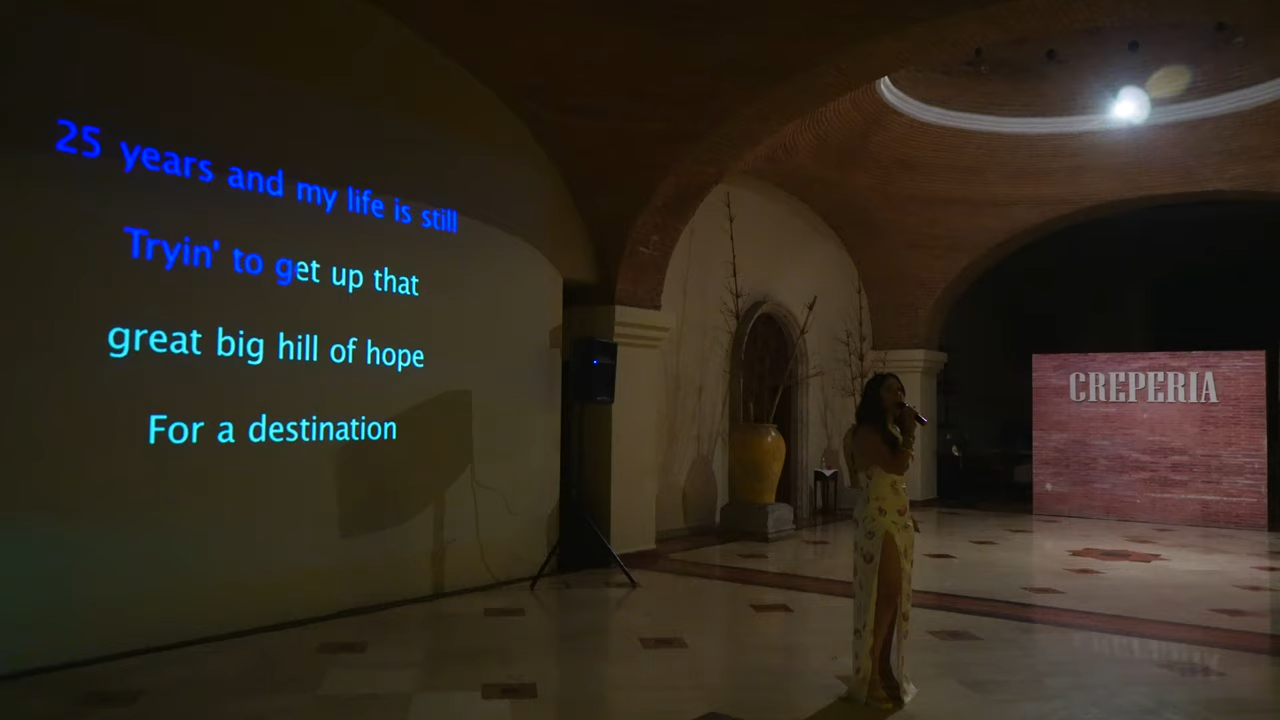 25 years and my life is still
Tryin' to get up that
great big hill of hope
For a destination
CREPERIA